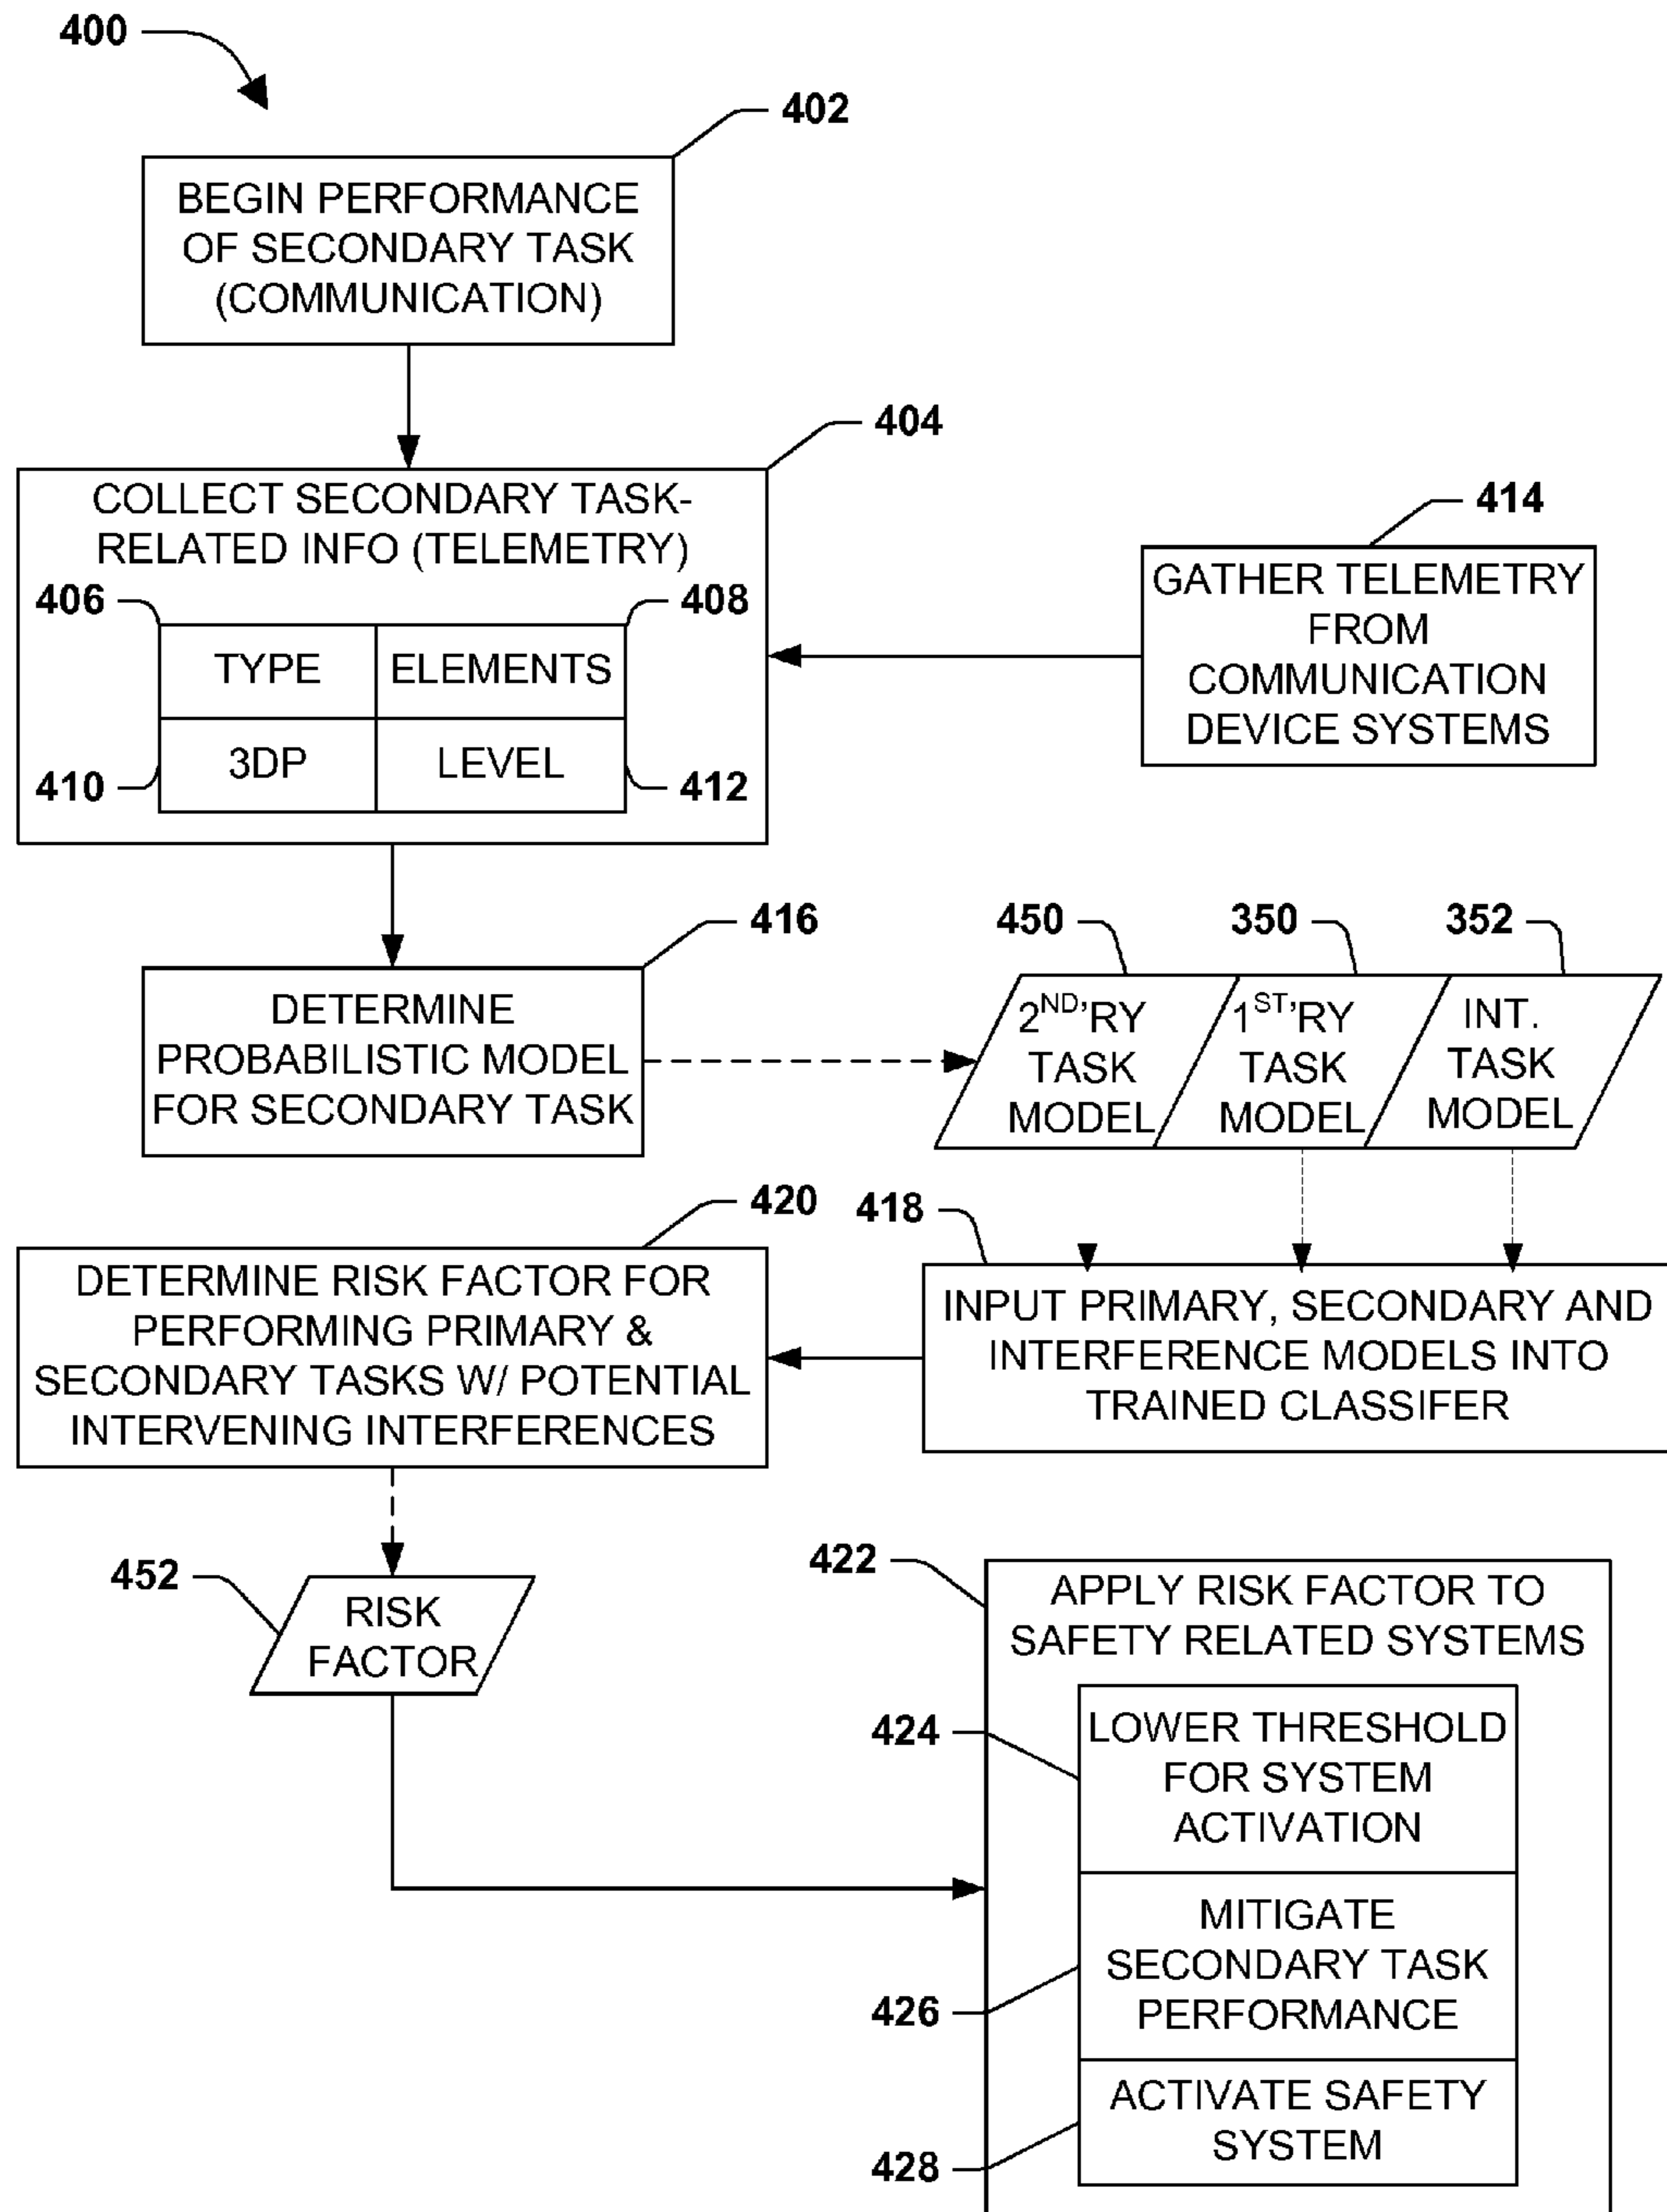 400
402
BEGIN PERFORMANCE
OF SECONDARY TASK
(COMMUNICATION)
404
COLLECT SECONDARY TASK-
RELATED INFO (TELEMETRY)
406
408
TYPE
ELEMENTS
3DP
LEVEL
410
412
414
GATHER TELEMETRY
FROM
COMMUNICATION
DEVICE SYSTEMS
416
DETERMINE
PROBABILISTIC MODEL
FOR SECONDARY TASK
450
350
352
2ND'RY
TASK
MODEL
1ST'RY
TASK
MODEL
INT.
TASK
MODEL
418
INPUT PRIMARY, SECONDARY AND
INTERFERENCE MODELS INTO
TRAINED CLASSIFER
420
DETERMINE RISK FACTOR FOR
PERFORMING PRIMARY &
SECONDARY TASKS W/ POTENTIAL
INTERVENING INTERFERENCES
452
RISK
FACTOR
422
APPLY RISK FACTOR TO
SAFETY RELATED SYSTEMS
424
LOWER THRESHOLD
FOR SYSTEM
ACTIVATION
426
MITIGATE
SECONDARY TASK
PERFORMANCE
428
ACTIVATE SAFETY
SYSTEM